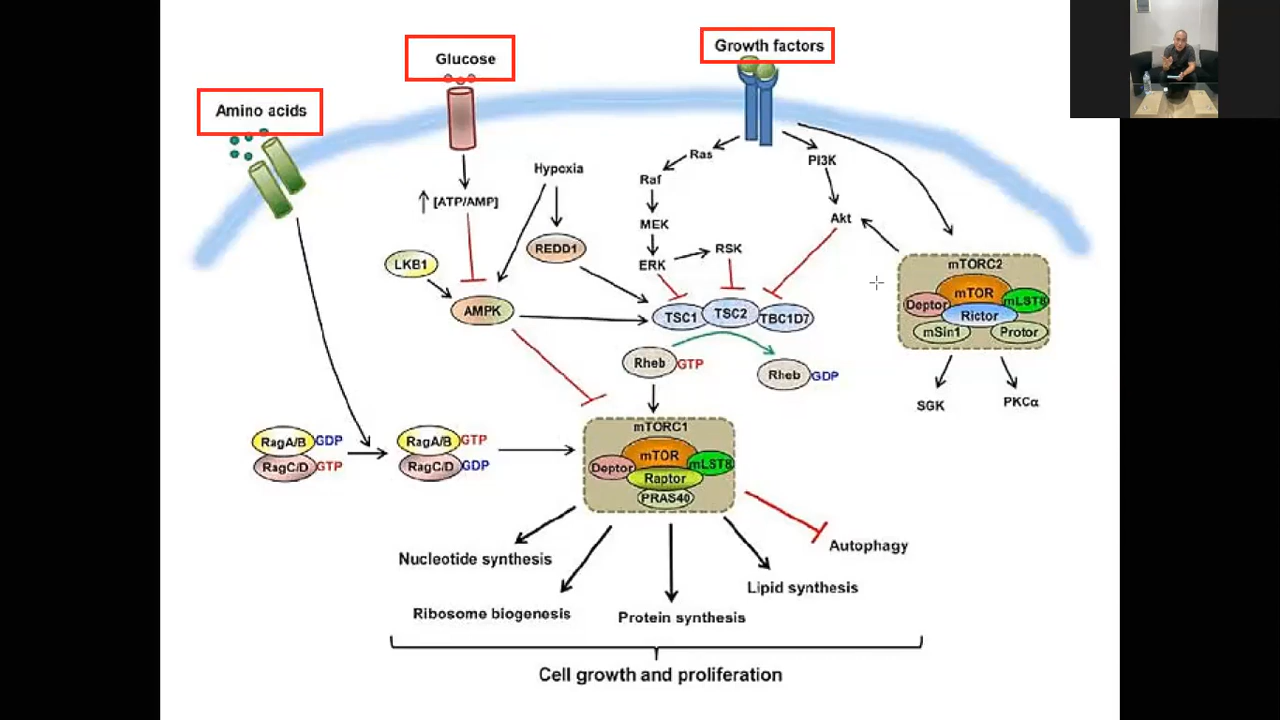 Growth factors
Glucose
Amino acids
Ras
PI3K
Hypoxia
Raf
[ATP/AMP]
Akt
MEK
REDD1
RSK
LKB1
ERK
mTORC2
mTOR
Deptor
mLST8
Rictor
mSin1
Protor
AMPK
TSC1
TSC2
TBC1D7
Rheb GTP
Rheb GDP
SGK
PKCα
mTORC1
RagA/B GDP
RagC/D GTP
RagA/B GTP
RagC/D GDP
mTOR
Deptor
mLST8
Raptor
PRAS40
Autophagy
Nucleotide synthesis
Lipid synthesis
Ribosome biogenesis
Protein synthesis
Cell growth and proliferation